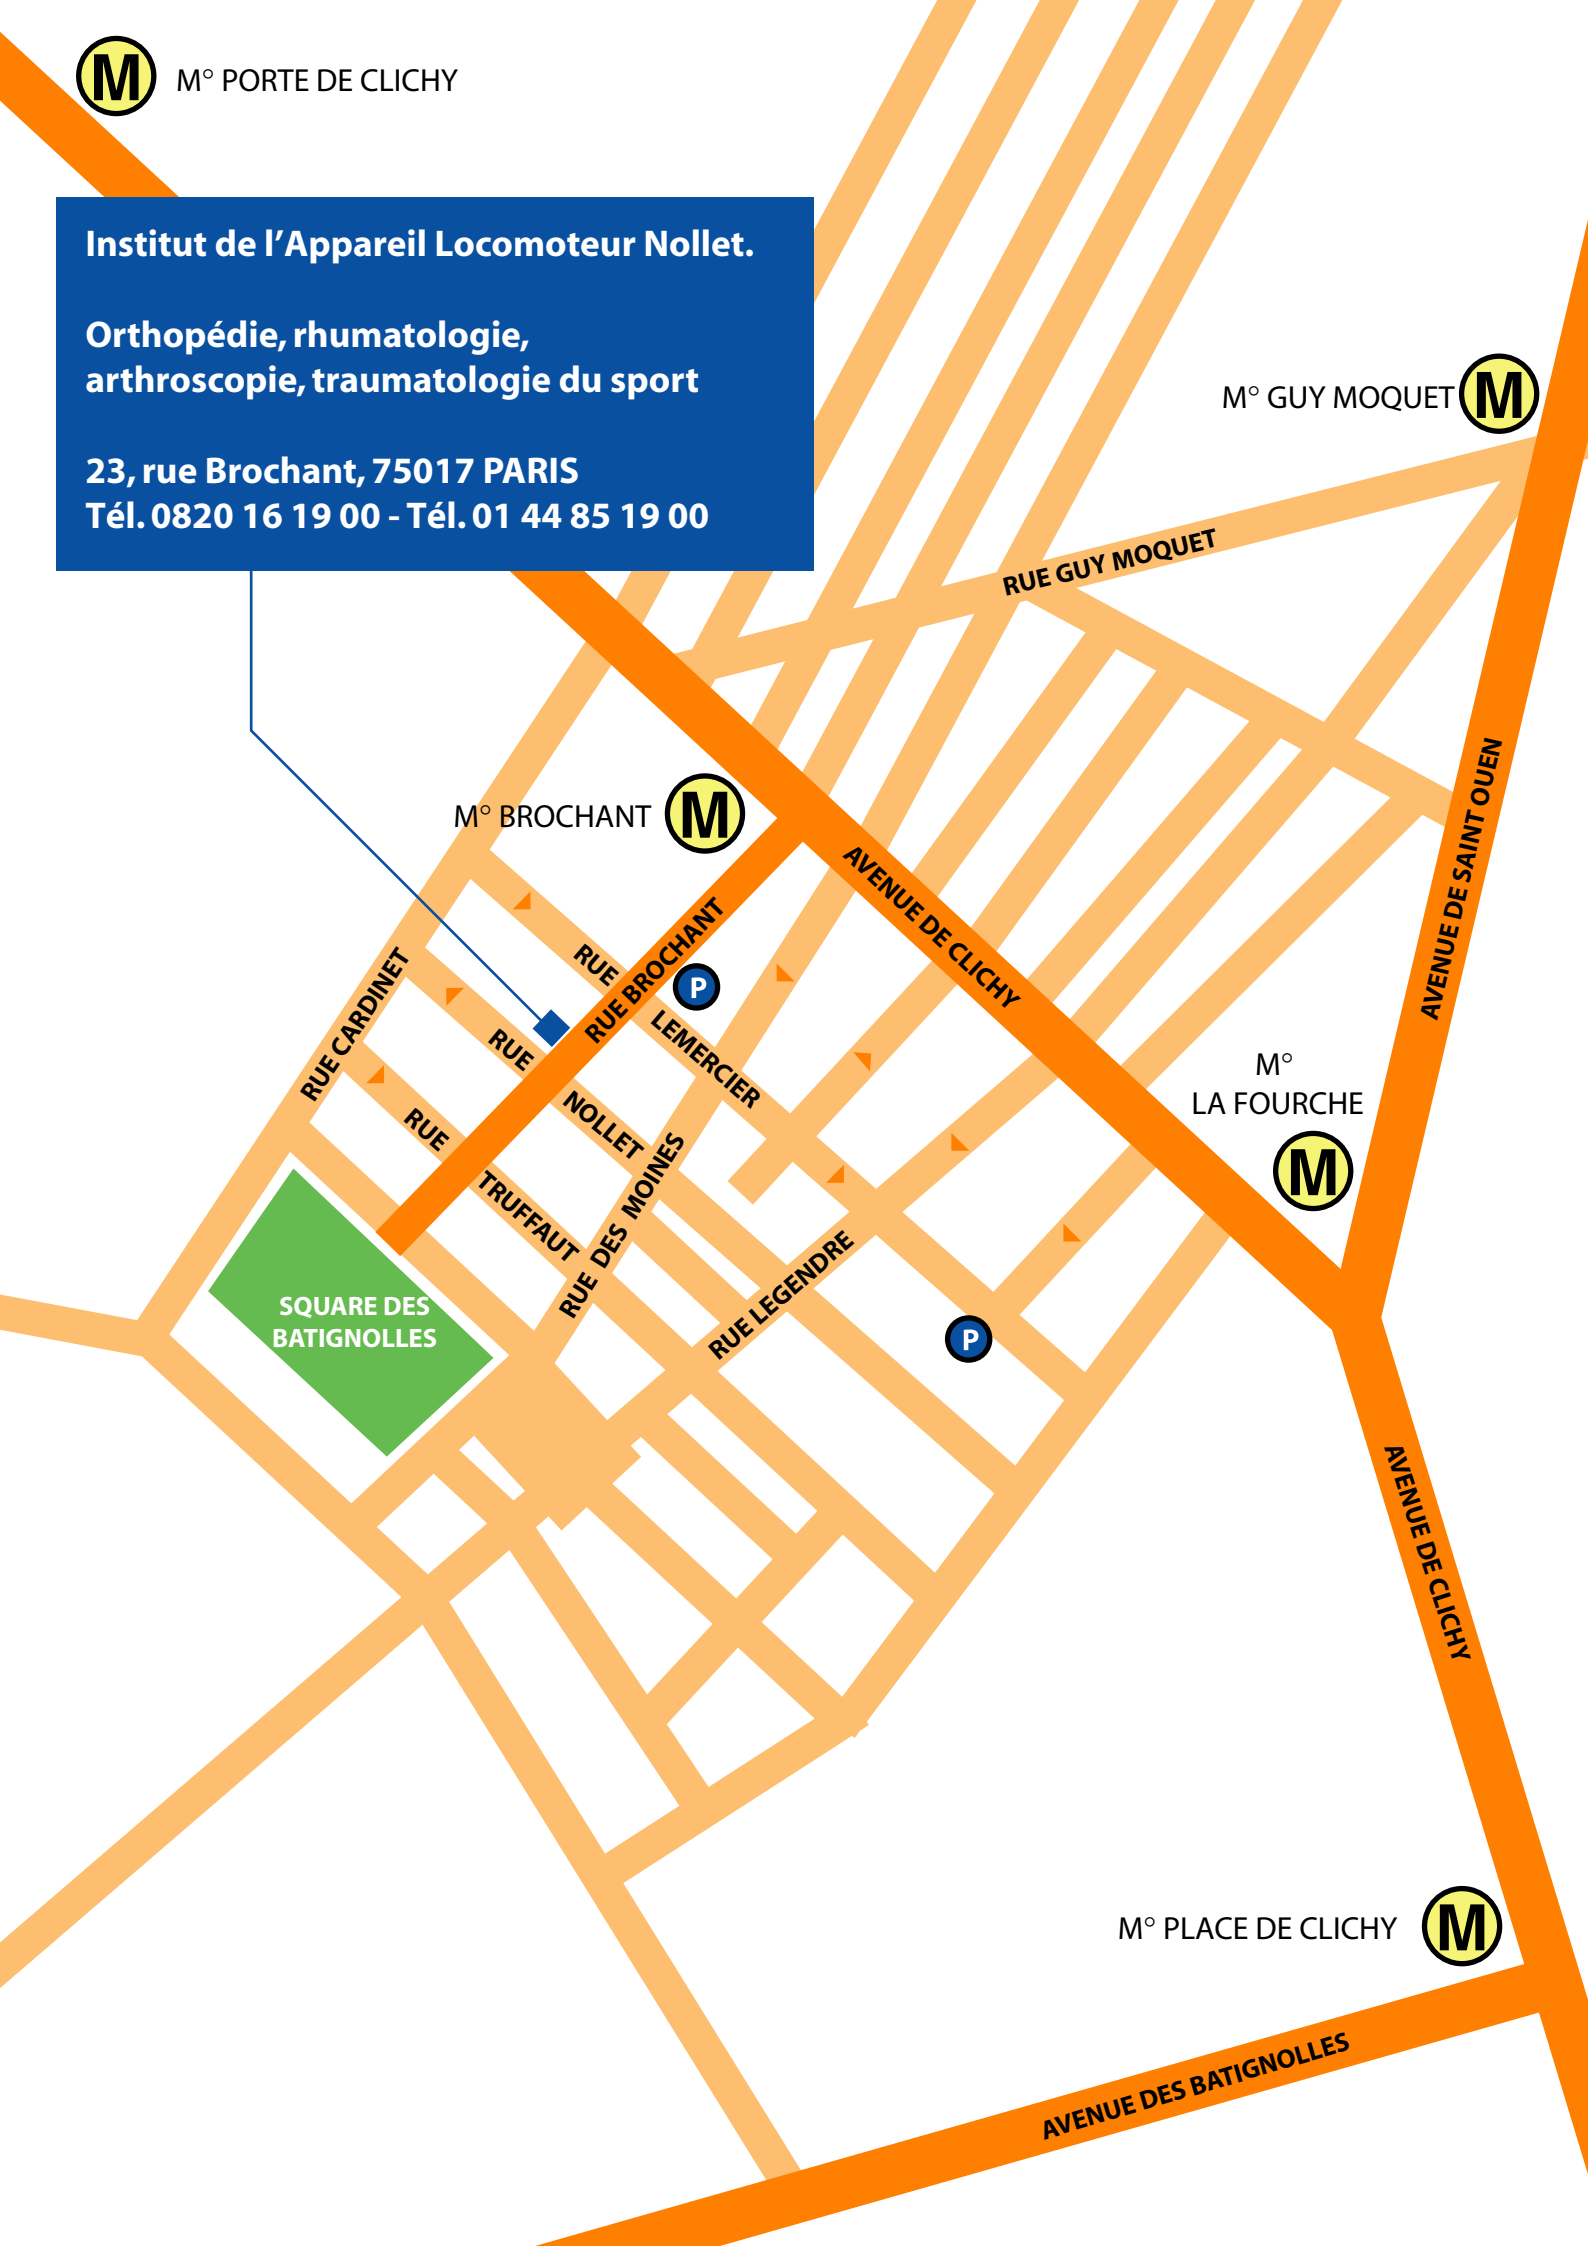 M
M° PORTE DE CLICHY
Institut de l’Appareil Locomoteur Nollet.
Orthopédie, rhumatologie,
arthroscopie, traumatologie du sport
23, rue Brochant, 75017 PARIS
Tél. 0820 16 19 00 - Tél. 01 44 85 19 00
M° GUY MOQUET
M
RUE GUY MOQUET
M° BROCHANT
M
AVENUE DE SAINT OUEN
AVENUE DE CLICHY
RUE BROCHANT
P
RUE LEMERCIER
RUE CARDINET
RUE NOLLET
RUE TRUFFAUT
RUE DES MOINES
M°
LA FOURCHE
M
RUE LEGENDRE
P
SQUARE DES
BATIGNOLLES
AVENUE DE CLICHY
M° PLACE DE CLICHY
M
AVENUE DES BATIGNOLLES